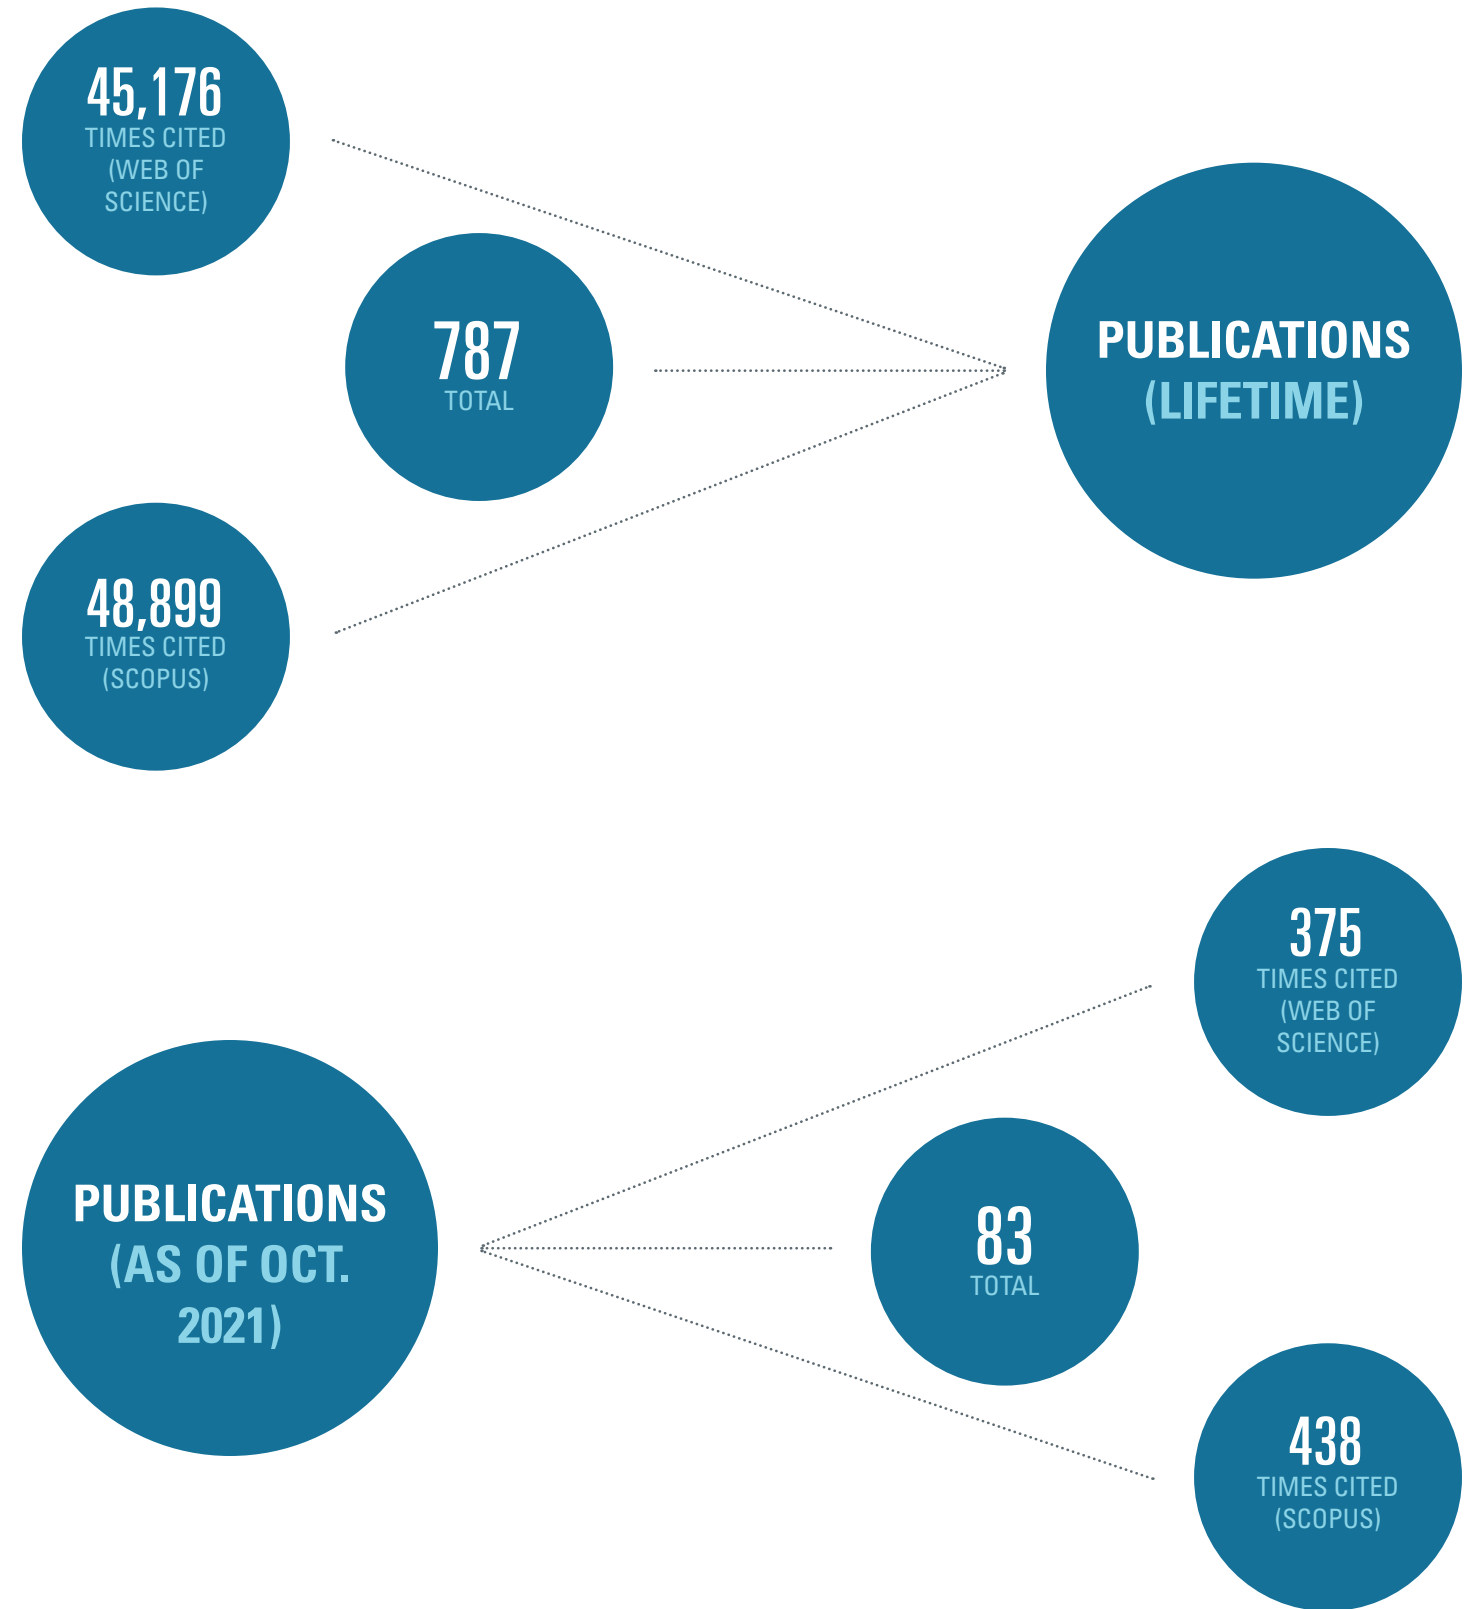 45,176
TIMES CITED
(WEB OF
SCIENCE)
787
TOTAL
48,899
TIMES CITED
(SCOPUS)
PUBLICATIONS
(LIFETIME)
PUBLICATIONS
(AS OF OCT.
2021)
375
TIMES CITED
(WEB OF
SCIENCE)
83
TOTAL
438
TIMES CITED
(SCOPUS)